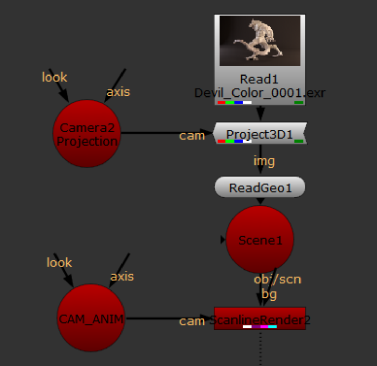 Read1
Devil_Color_0001.exr
look
axis
Camera2
Projection
cam
Project3D1
img
ReadGeo1
Scene1
look
axis
obj/scn
bg
CAM_ANIM
cam
ScanlineRender2